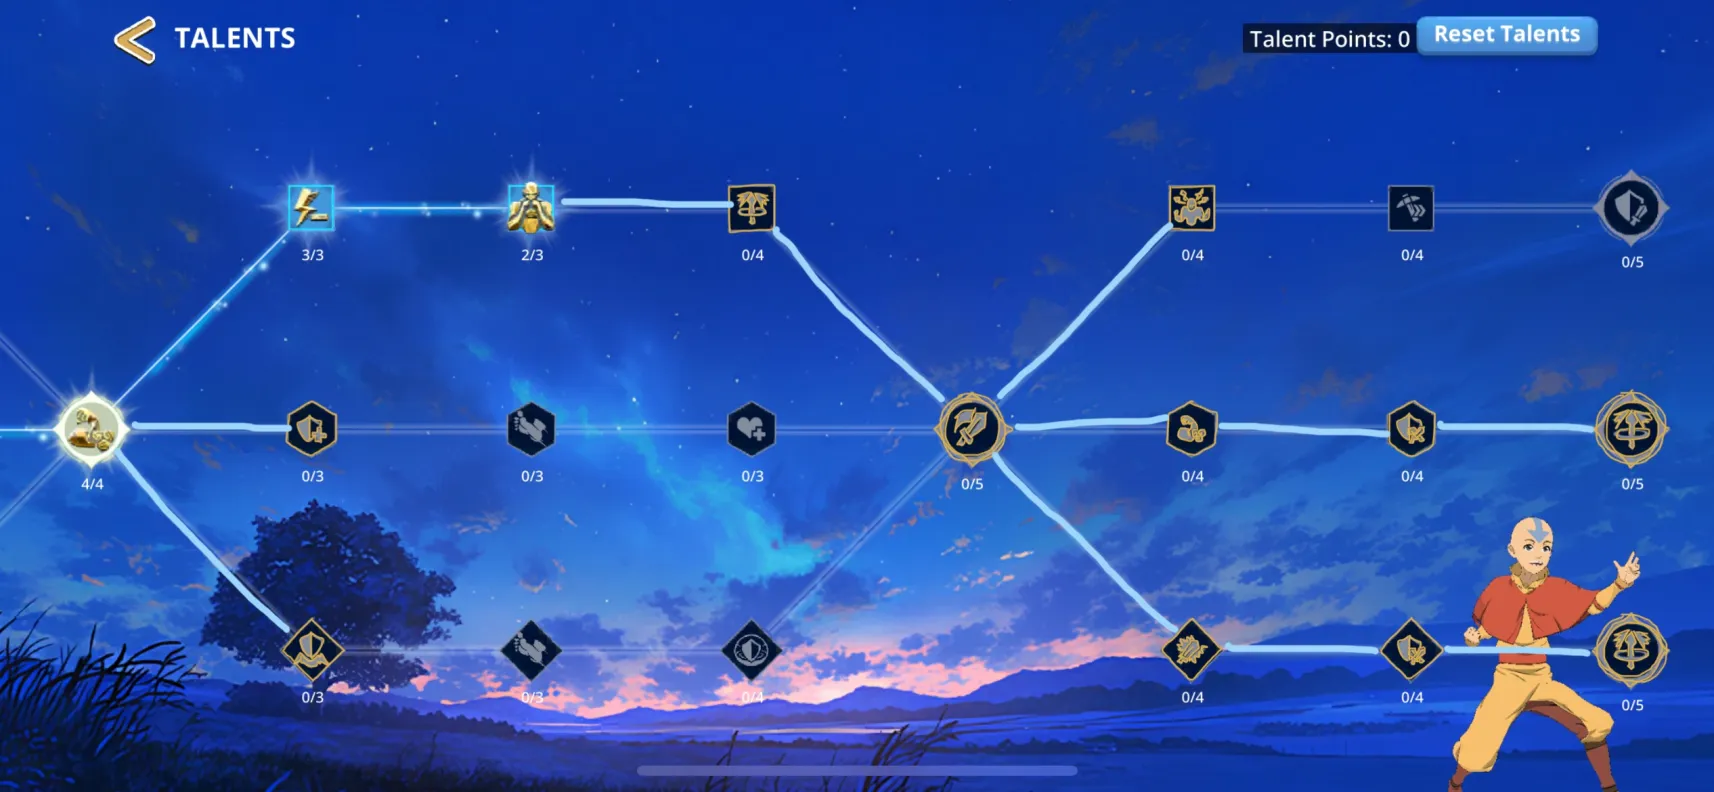 TALENTS
Talent Points: 0 Reset Talents
3/3 2/3 0/4 0/4 0/4 0/5
4/4 0/3 0/3 0/3 0/5 0/4 0/4 0/5
0/3 0/3 0/4 0/4 0/4 0/5